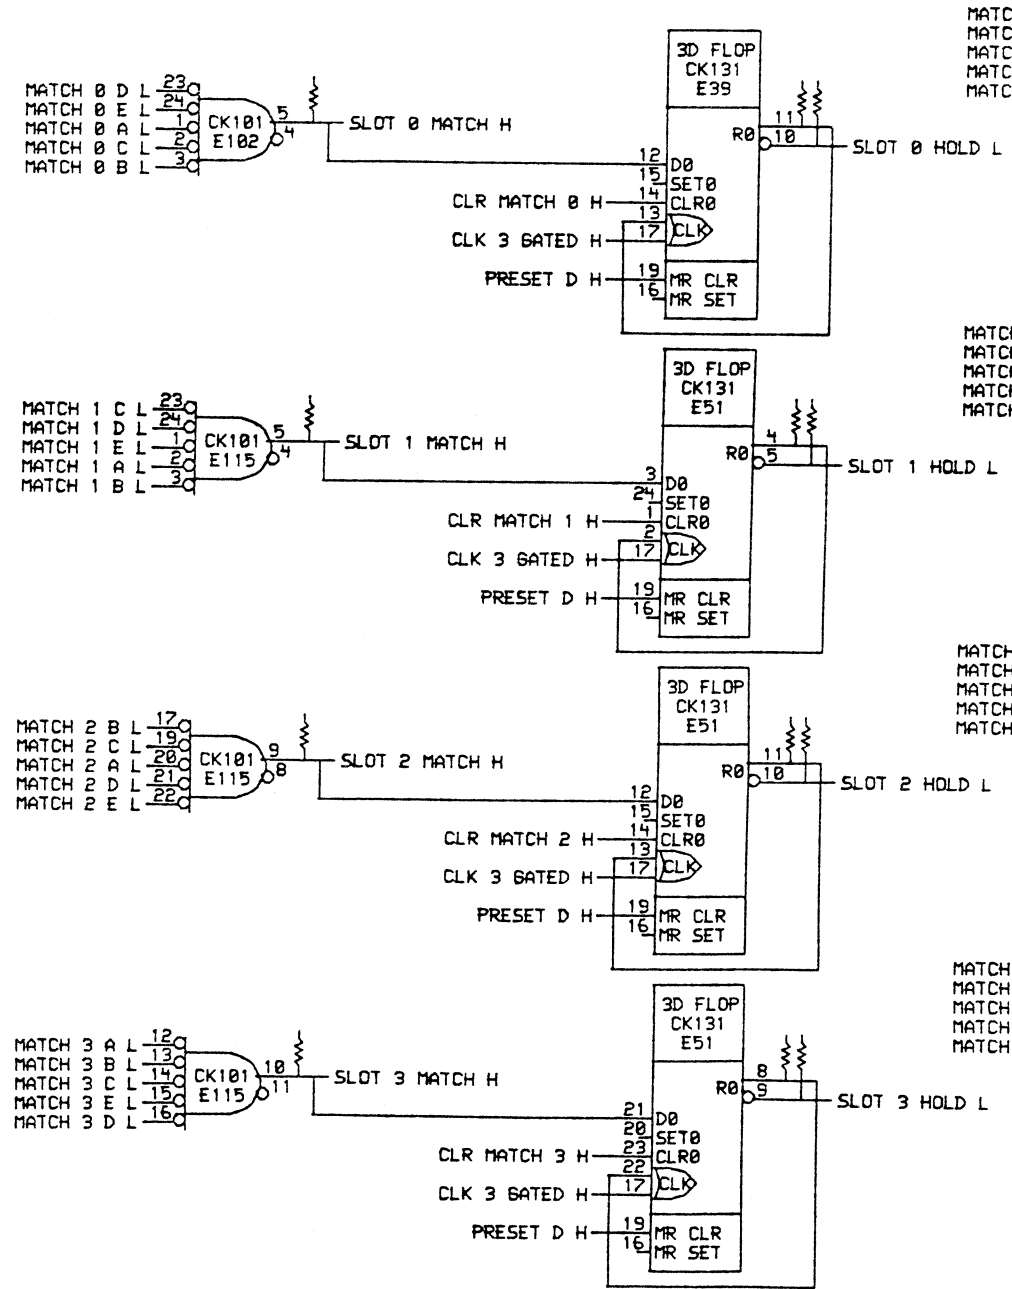 MATC
MATC
MATC
MATC
MATC
3D FLOP
CK131
E39
MATCH 0 D L 23
MATCH 0 E L 24
MATCH 0 A L 1
MATCH 0 C L 2
MATCH 0 B L 3
CK101
E102
5
4
SLOT 0 MATCH H
R0
11
10
SLOT 0 HOLD L
12 D0
15 SET0
CLR MATCH 0 H 14 CLR0
13
CLK 3 GATED H 17 CLK
PRESET D H 19 MR CLR
16 MR SET
MATCH
MATCH
MATCH
MATCH
MATCH
3D FLOP
CK131
E51
MATCH 1 C L 23
MATCH 1 D L 24
MATCH 1 E L 1
MATCH 1 A L 2
MATCH 1 B L 3
CK101
E115
5
4
SLOT 1 MATCH H
R0
4
5
SLOT 1 HOLD L
3 D0
24 SET0
CLR MATCH 1 H 1 CLR0
2
CLK 3 GATED H 17 CLK
PRESET D H 19 MR CLR
16 MR SET
MATCH
MATCH
MATCH
MATCH
MATCH
3D FLOP
CK131
E51
MATCH 2 B L 17
MATCH 2 C L 19
MATCH 2 A L 20
MATCH 2 D L 21
MATCH 2 E L 22
CK101
E115
9
8
SLOT 2 MATCH H
R0
11
10
SLOT 2 HOLD L
12 D0
15 SET0
CLR MATCH 2 H 14 CLR0
13
CLK 3 GATED H 17 CLK
PRESET D H 19 MR CLR
16 MR SET
MATCH
MATCH
MATCH
MATCH
MATCH
3D FLOP
CK131
E51
MATCH 3 A L 12
MATCH 3 B L 13
MATCH 3 C L 14
MATCH 3 E L 15
MATCH 3 D L 16
CK101
E115
10
11
SLOT 3 MATCH H
R0
8
9
SLOT 3 HOLD L
21 D0
20 SET0
CLR MATCH 3 H 23 CLR0
22
CLK 3 GATED H 17 CLK
PRESET D H 19 MR CLR
16 MR SET